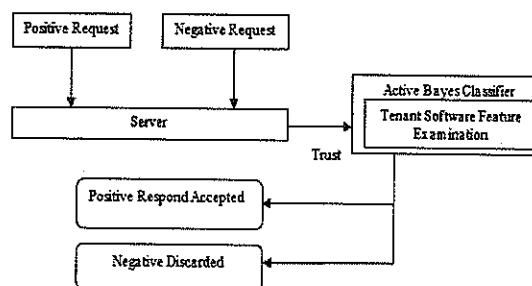 Positive Request
Negative Request
Server
Active Bayes Classifier
Tenant Software Feature
Examination
Trust
Positive Respond Accepted
Negative Discarded